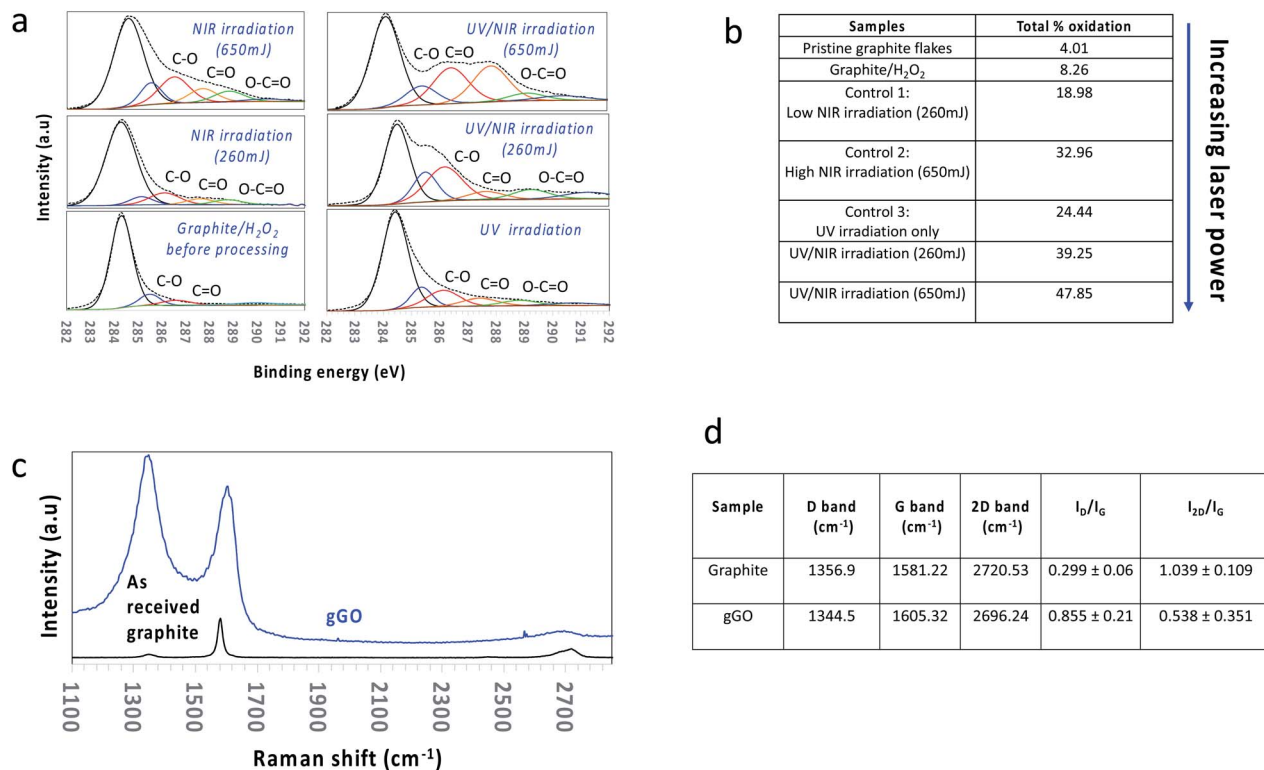 a
NIR irradiation
(650mJ)
C-O
C=O
O-C=O
UV/NIR irradiation
(650mJ)
C-O
C=O
O-C=O
NIR irradiation
(260mJ)
C-O
C=O
O-C=O
UV/NIR irradiation
(260mJ)
C-O
C=O
O-C=O
Graphite/H₂O₂
before processing
C-O
C=O
UV irradiation
C-O
C=O
O-C=O
Intensity (a.u)
282 283 284 285 286 287 288 289 290 291 292
282 283 284 285 286 287 288 289 290 291 292
Binding energy (eV)
b
Samples Total % oxidation
Pristine graphite flakes 4.01
Graphite/H₂O₂ 8.26
Control 1: 18.98
Low NIR irradiation (260mJ)
Control 2: 32.96
High NIR irradiation (650mJ)
Control 3: 24.44
UV irradiation only
UV/NIR irradiation (260mJ) 39.25
UV/NIR irradiation (650mJ) 47.85
Increasing laser power
c
Intensity (a.u)
As
received
graphite
gGO
1100 1300 1500 1700 1900 2100 2300 2500 2700
Raman shift (cm⁻¹)
d
Sample D band (cm⁻¹) G band (cm⁻¹) 2D band (cm⁻¹) I_D/I_G I_2D/I_G
Graphite 1356.9 1581.22 2720.53 0.299 ± 0.06 1.039 ± 0.109
gGO 1344.5 1605.32 2696.24 0.855 ± 0.21 0.538 ± 0.351